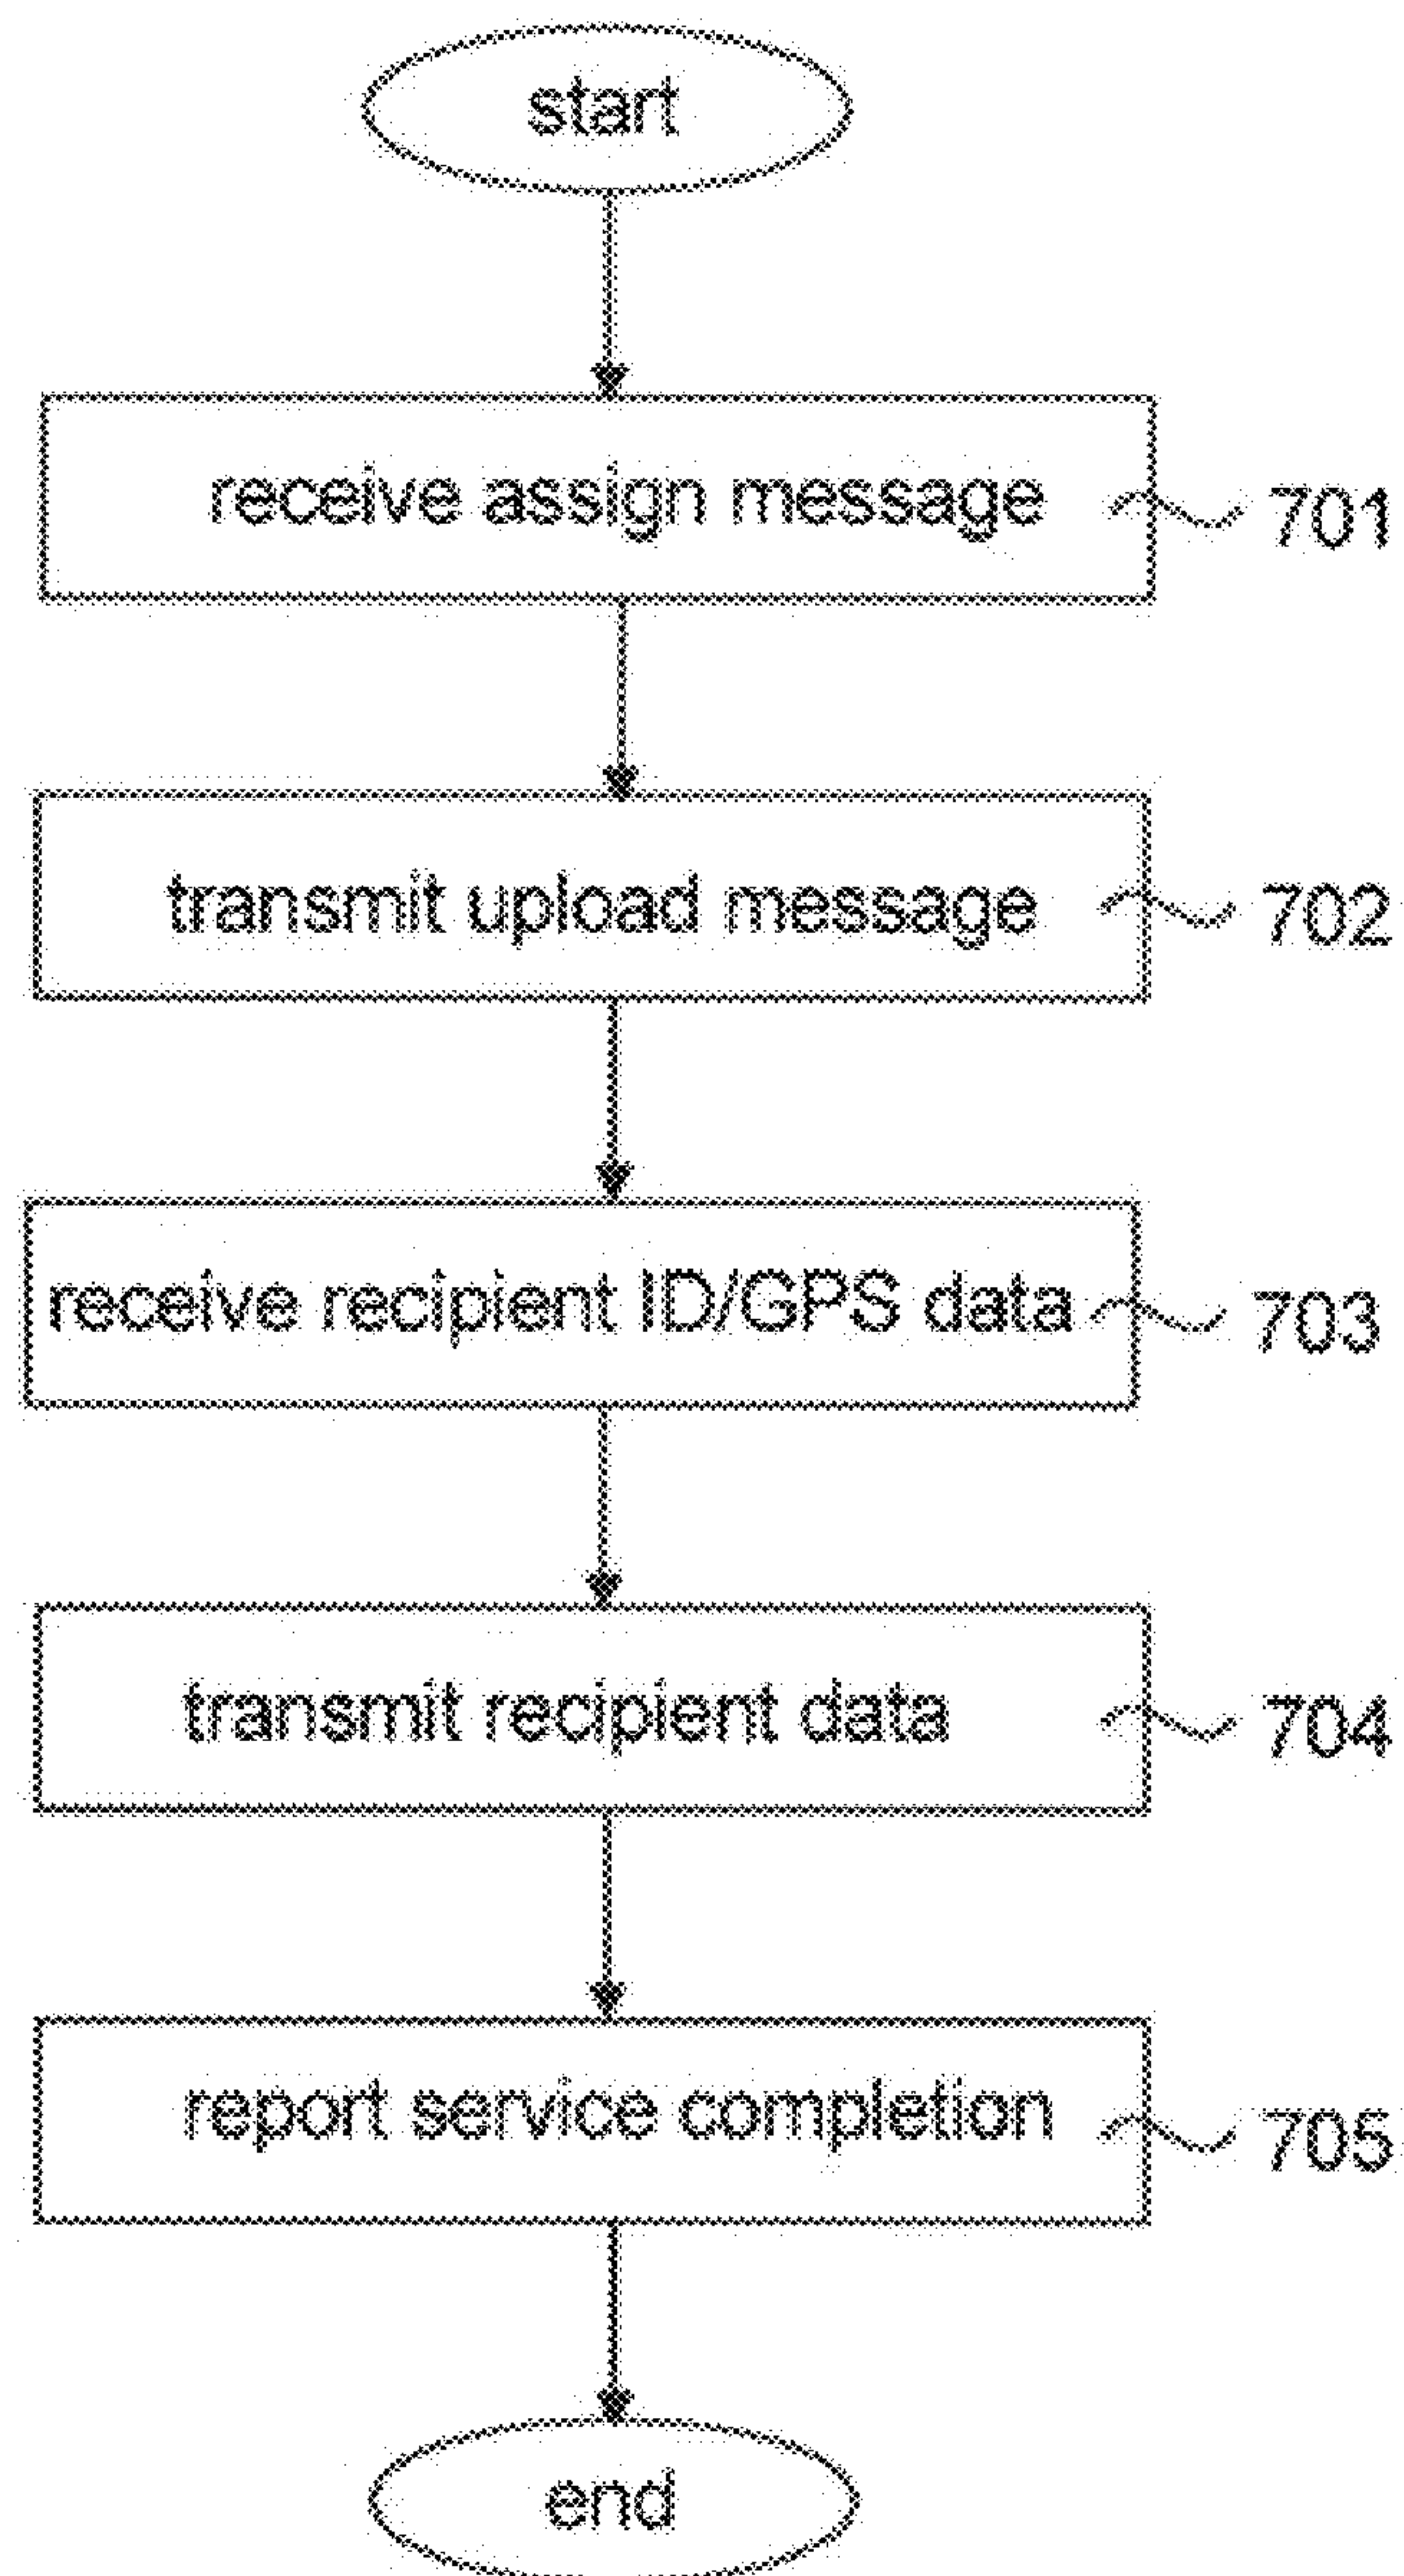 start
receive assign message 701
transmit upload message 702
receive recipient ID/GPS data 703
transmit recipient data 704
report service completion 705
end